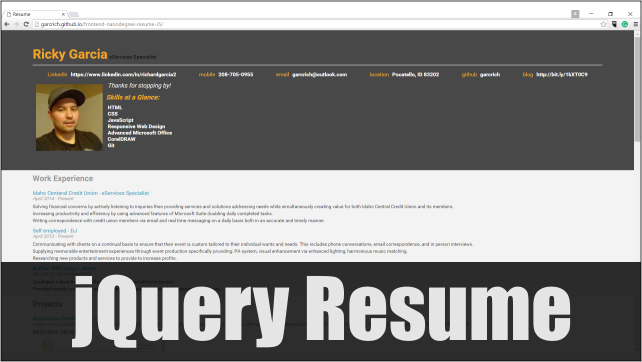 Resume
garo1ch.github.io/frontend-nanodegree-resume-IS/
Ricky Garcia eServices Specialist
LinkedIn https://www.linkedin.com/in/richardgarcia2 mobile 208-705-0955 email garorich@outlook.com location Pocatello, ID 83202 github garorich blog http://bit.ly/1kXT0C9
Thanks for stopping by!
Skills at a Glance:
HTML
CSS
JavaScript
Responsive Web Design
Advanced Microsoft Office
CorelDRAW
Git
Work Experience
Idaho Centeral Credit Union - eServices Specialist
April 2013 - Present
Solving financial concerns by actively listening to inquiries then providing services and solutions addressing needs while simultaneously creating value for both Idaho Central Credit Union and its members.
Increasing productivity and efficiency by using advanced features of Microsoft Suite doubling daily completed tasks.
Writing correspondence with credit union members via email and real time messaging on a daily basis both in an accurate and timely manner.
Self employed - DJ
April 2010 - Present
Communicating with clients on a continual basis to ensure that their event is custom tailored to their individual wants and needs. This includes phone conversations, email correspondence, and in person interviews.
Supplying memorable entertainment experiences through event production specifically providing: PA system, visual enhancement via enhanced lighting, harmonious music matching.
Researching new products and services to provide to increase profits.
Projects
jQuery Resume